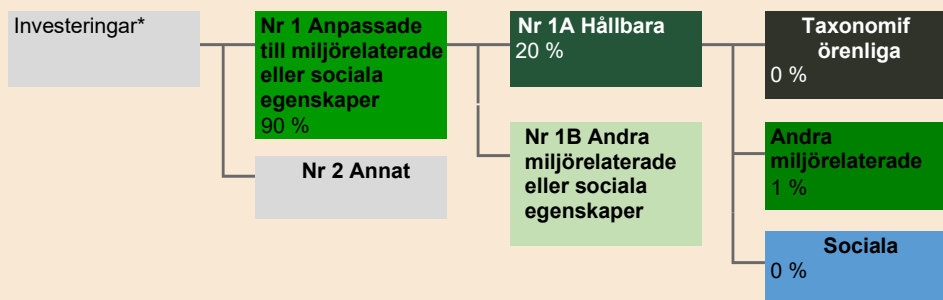 Investeringar*
Nr 1 Anpassade
till miljörelaterade
eller sociala
egenskaper
90 %
Nr 2 Annat
Nr 1A Hållbara
20 %
Nr 1B Andra
miljörelaterade
eller sociala
egenskaper
Taxonomif
örenliga
0 %
Andra
miljörelaterade
1 %
Sociala
0 %